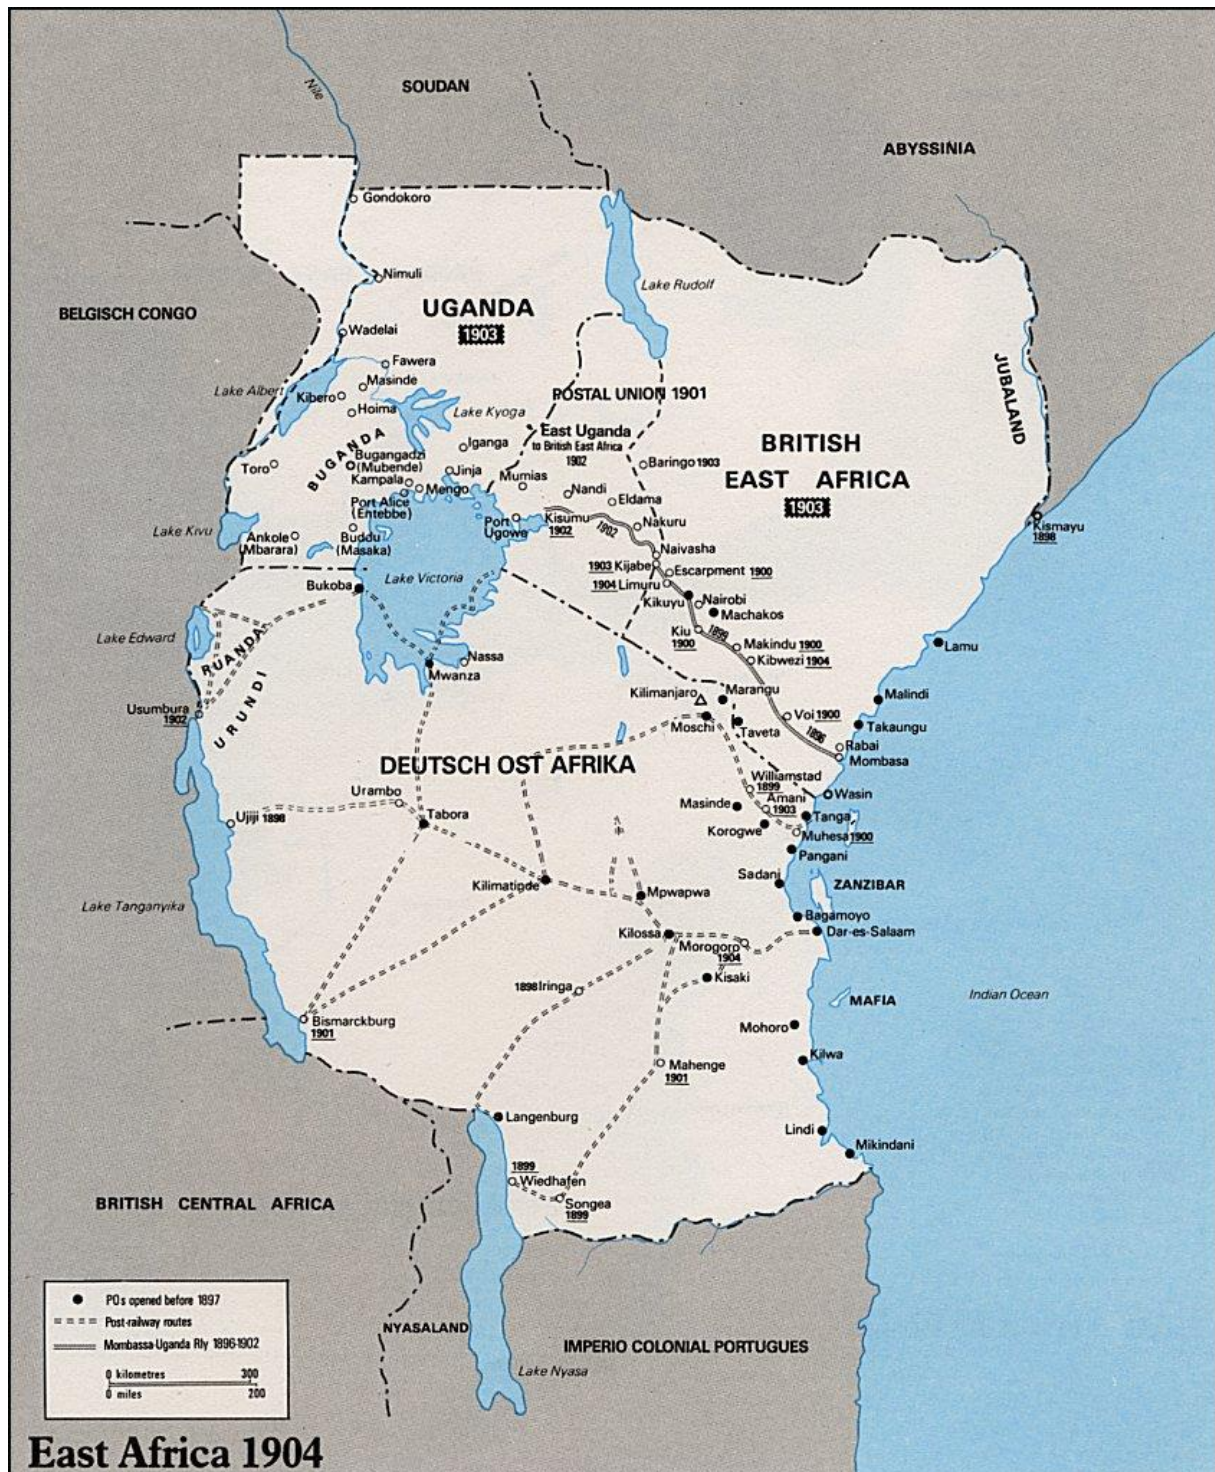 SOUDAN
Nile
ABYSSINIA
Gondokoro
Nimuli
Lake Rudolf
BELGISCH CONGO
UGANDA
1903
Wadelai
Fawera
Masinde
Lake Albert
Kibero
Hoima
Lake Kyoga
POSTAL UNION 1901
JUBALAND
East Uganda
to British East Africa
1902
BRITISH
EAST AFRICA
1903
BUGANDA
Iganga
Bugangadzi
(Mubende)
Toro
Kampala
Jinja
Mumias
Baringo 1903
Mengo
Nandi
Eldama
Port Alice
(Entebbe)
Port
Ugowe
Kisumu
1902
1902
Nakuru
Kismayu
1898
Lake Kivu
Ankole
(Mbarara)
Buddu
(Masaka)
Naivasha
1903 Kijabe
Escarpment 1900
1904 Limuru
Lake Victoria
Bukoba
Kikuyu
Nairobi
Machakos
Kiu
1900
1899
Makindu 1900
Kibwezi 1904
Lamu
Lake Edward
RUANDA
Nassa
Mwanza
URUNDI
Usumbura
1902
Kilimanjaro
Marangu
Malindi
Moschi
Taveta
Voi 1900
1896
Takaungu
Rabai
Mombasa
DEUTSCH OST AFRIKA
Williamstad
1899
Urambo
Masinde
Amani
1903
Wasin
Ujiji 1898
Tabora
Korogwe
Tanga
Muhesa 1900
Pangani
Kilimatinde
Mpwapwa
Sadani
ZANZIBAR
Lake Tanganyika
Bagamoyo
Kilossa
Dar-es-Salaam
Morogoro
1904
Kisaki
1898 Iringa
MAFIA
Indian Ocean
Bismarckburg
1901
Mohoro
Kilwa
Mahenge
1901
Langenburg
Lindi
Mikindani
1899
Wiedhafen
Songea
1899
BRITISH CENTRAL AFRICA
NYASALAND
IMPERIO COLONIAL PORTUGUES
Lake Nyasa
POs opened before 1897
Post-railway routes
Mombassa-Uganda Rly 1896-1902
0 kilometres 300
0 miles 200
East Africa 1904